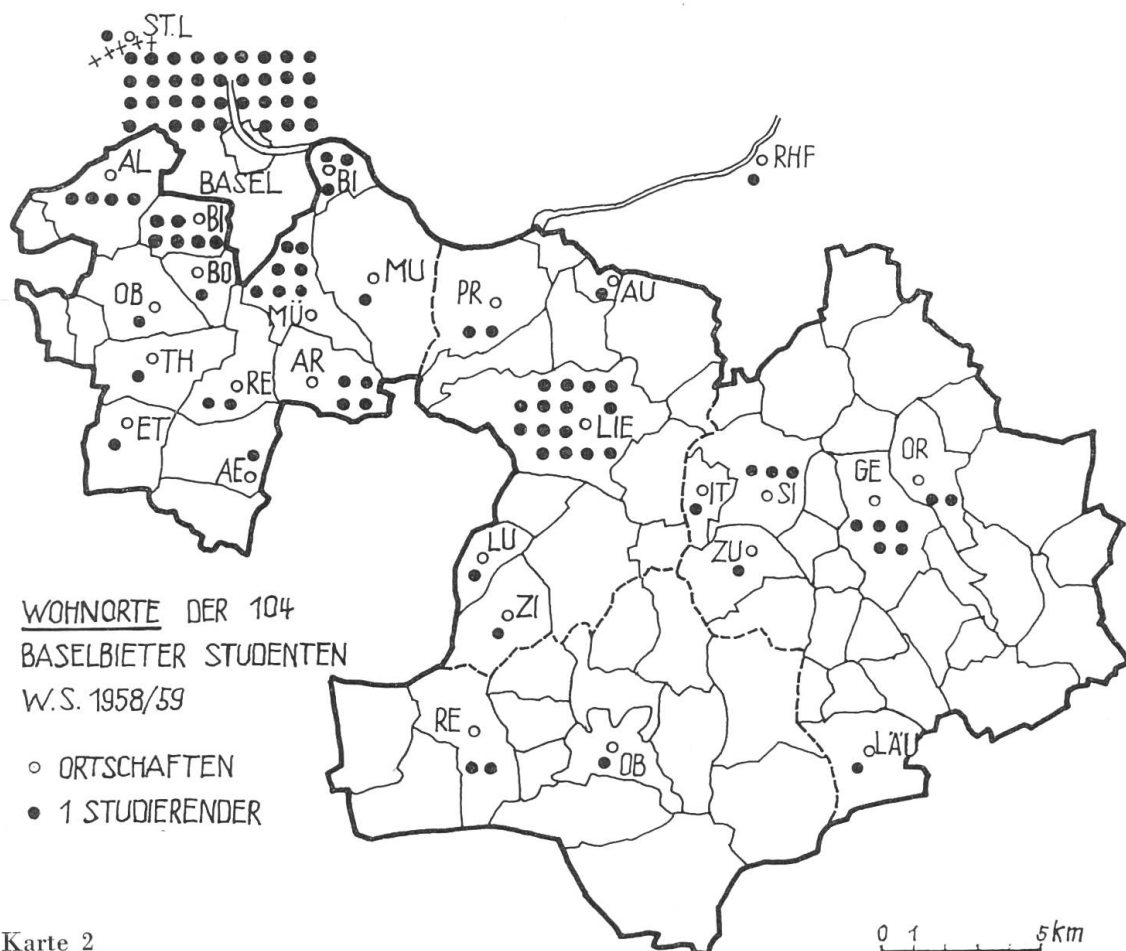 ST.L
AL
BASEL
BI
RHF
BI
BO
MU
OB
MÜ
PR
AU
TH
RE
AR
ET
LIE
AE
IT
SI
GE
OR
LU
ZU
ZI
WOHNORTE DER 104
BASELBIETER STUDENTEN
W.S. 1958/59
RE
OB
LÄU
○ ORTSCHAFTEN
● 1 STUDIERENDER
Karte 2
0 1 5km